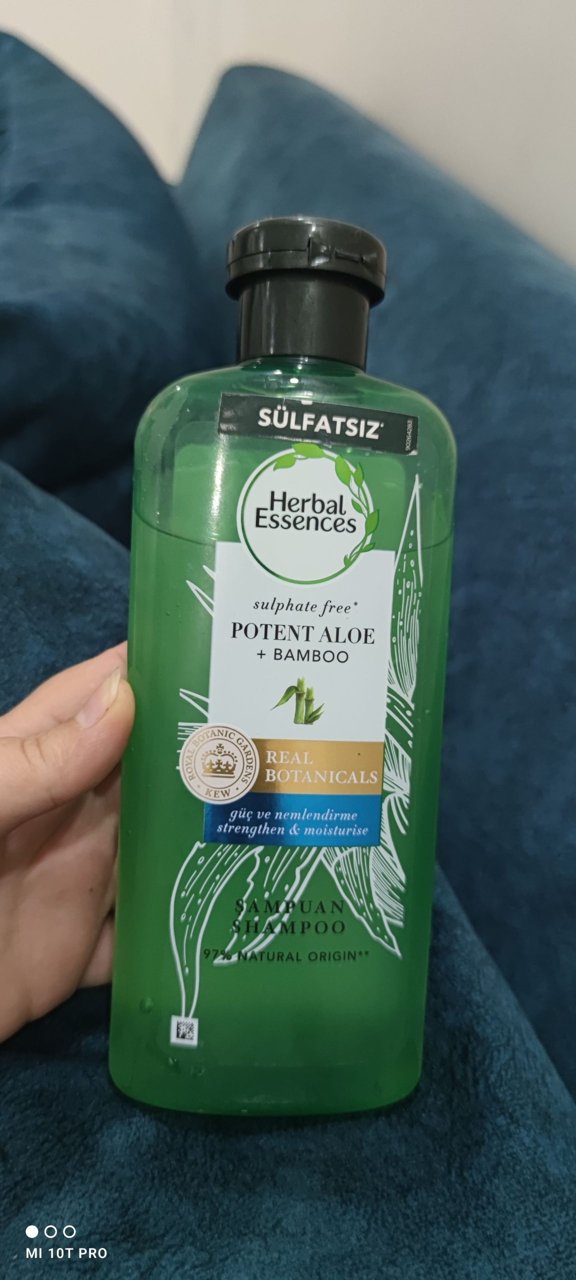 SÜLFATSIZ*
90264283
Herbal
Essences
sulphate free*
POTENT ALOE
+ BAMBOO
ROYAL BOTANIC GARDENS
• KEW •
REAL
BOTANICALS
güç ve nemlendirme
strengthen & moisturise
ŞAMPUAN
SHAMPOO
97% NATURAL ORIGIN**
MI 10T PRO